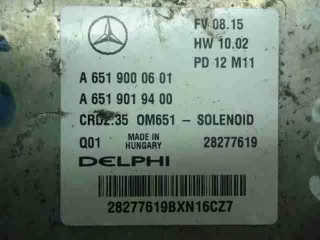 FV 08.15
HW 10.02
PD 12 M11
A 651 900 06 01
A 651 901 94 00
CRD2.35 OM651 - SOLENOID
Q01 MADE IN HUNGARY 28277619
DELPHI
28277619BXN16CZ7